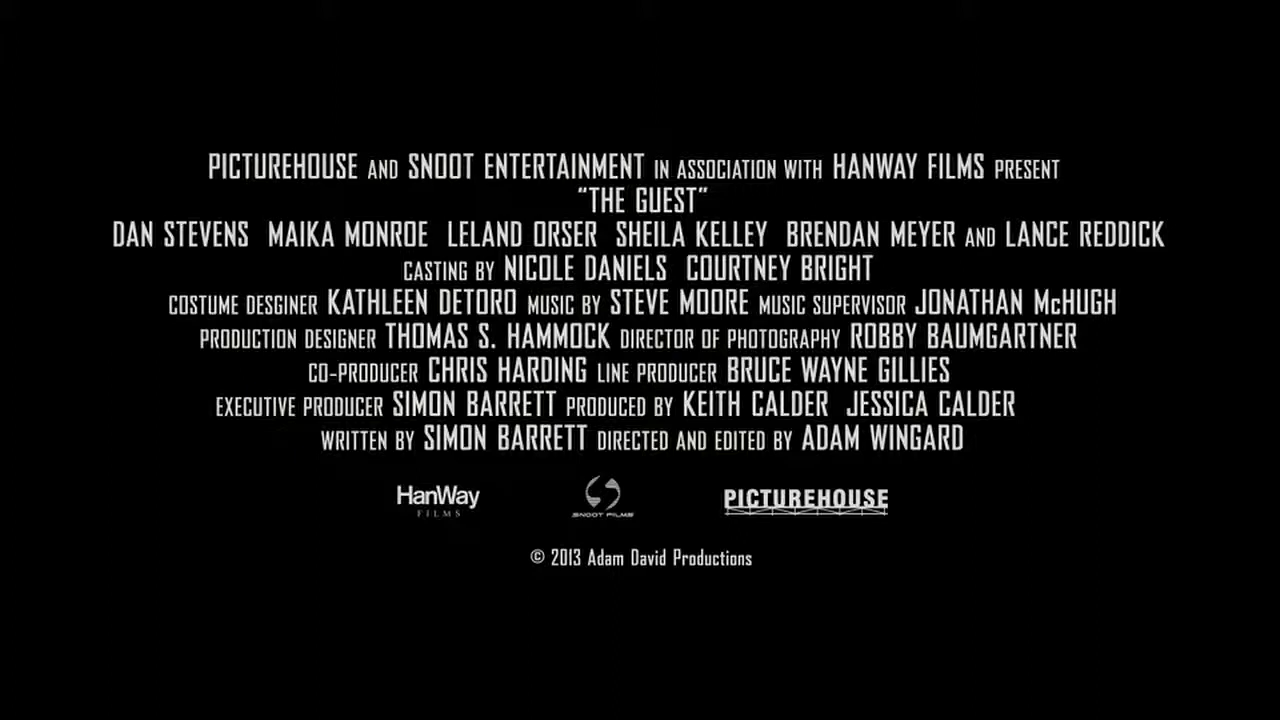 PICTUREHOUSE AND SNOOT ENTERTAINMENT IN ASSOCIATION WITH HANWAY FILMS PRESENT
“THE GUEST”
DAN STEVENS MAIKA MONROE LELAND ORSER SHEILA KELLEY BRENDAN MEYER AND LANCE REDDICK
CASTING BY NICOLE DANIELS COURTNEY BRIGHT
COSTUME DESGINER KATHLEEN DETORO MUSIC BY STEVE MOORE MUSIC SUPERVISOR JONATHAN McHUGH
PRODUCTION DESIGNER THOMAS S. HAMMOCK DIRECTOR OF PHOTOGRAPHY ROBBY BAUMGARTNER
CO-PRODUCER CHRIS HARDING LINE PRODUCER BRUCE WAYNE GILLIES
EXECUTIVE PRODUCER SIMON BARRETT PRODUCED BY KEITH CALDER JESSICA CALDER
WRITTEN BY SIMON BARRETT DIRECTED AND EDITED BY ADAM WINGARD
HanWay
FILMS
SNOOT FILMS
PICTUREHOUSE
© 2013 Adam David Productions